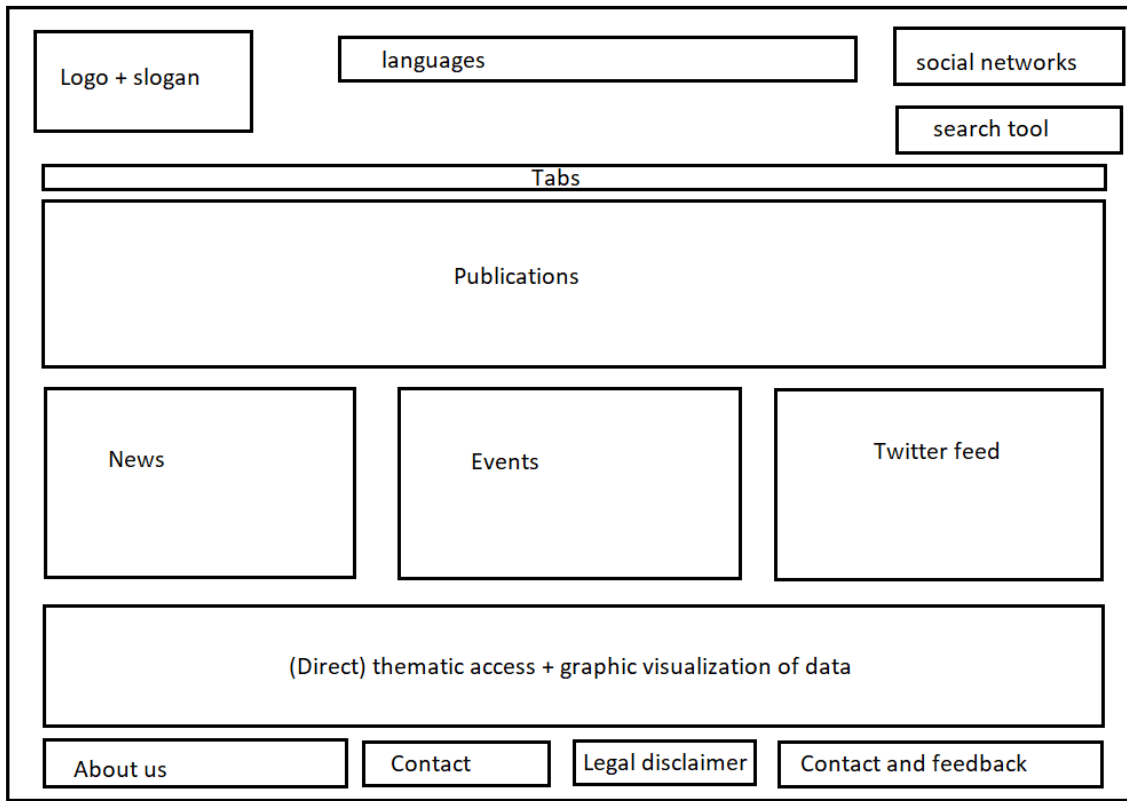 Logo + slogan
languages
social networks
search tool
Tabs
Publications
News
Events
Twitter feed
(Direct) thematic access + graphic visualization of data
About us
Contact
Legal disclaimer
Contact and feedback